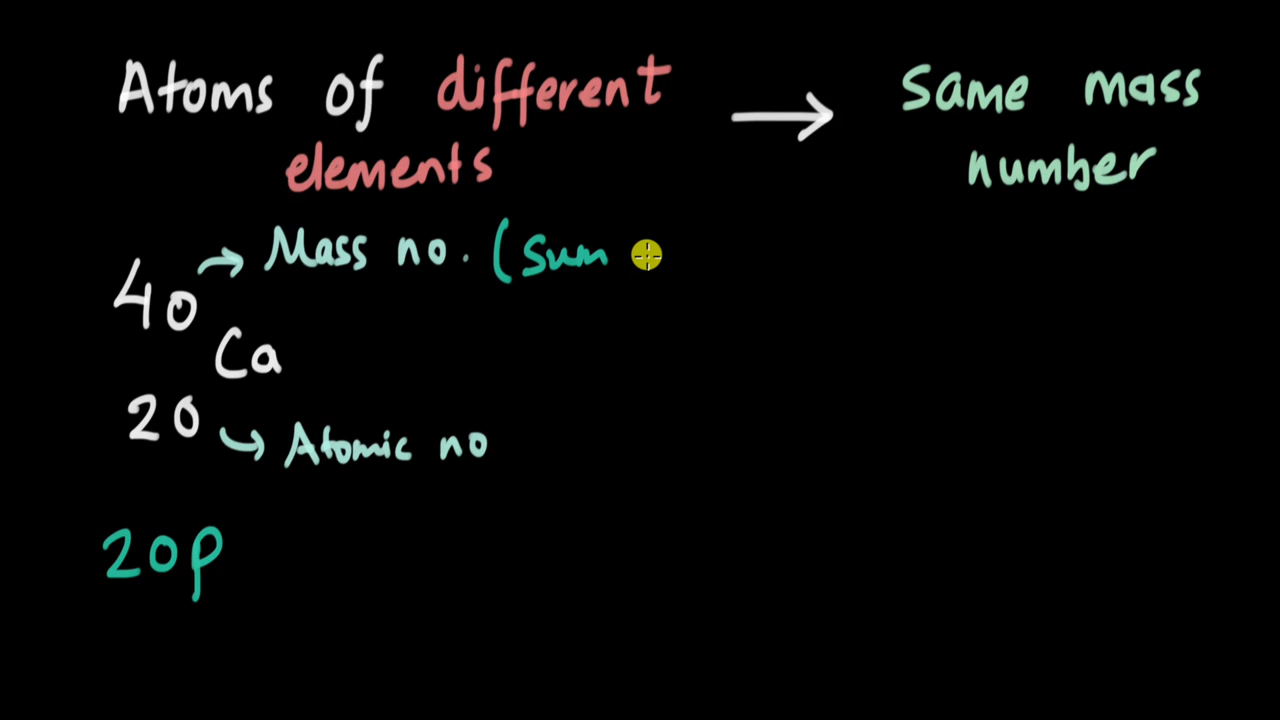 Atoms of different elements → Same mass number
40 → Mass no. (Sum
Ca
20 → Atomic no
20p